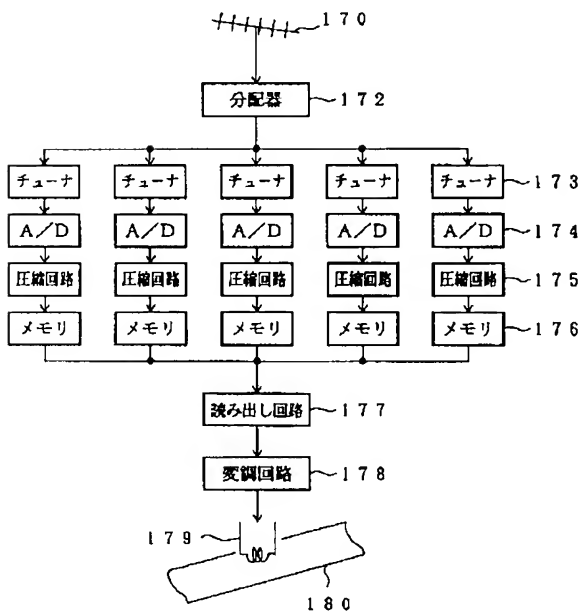 １７０
分配器 １７２
チューナ チューナ チューナ チューナ チューナ １７３
Ａ／Ｄ Ａ／Ｄ Ａ／Ｄ Ａ／Ｄ Ａ／Ｄ １７４
圧縮回路 圧縮回路 圧縮回路 圧縮回路 圧縮回路 １７５
メモリ メモリ メモリ メモリ メモリ １７６
読み出し回路 １７７
変調回路 １７８
１７９
１８０